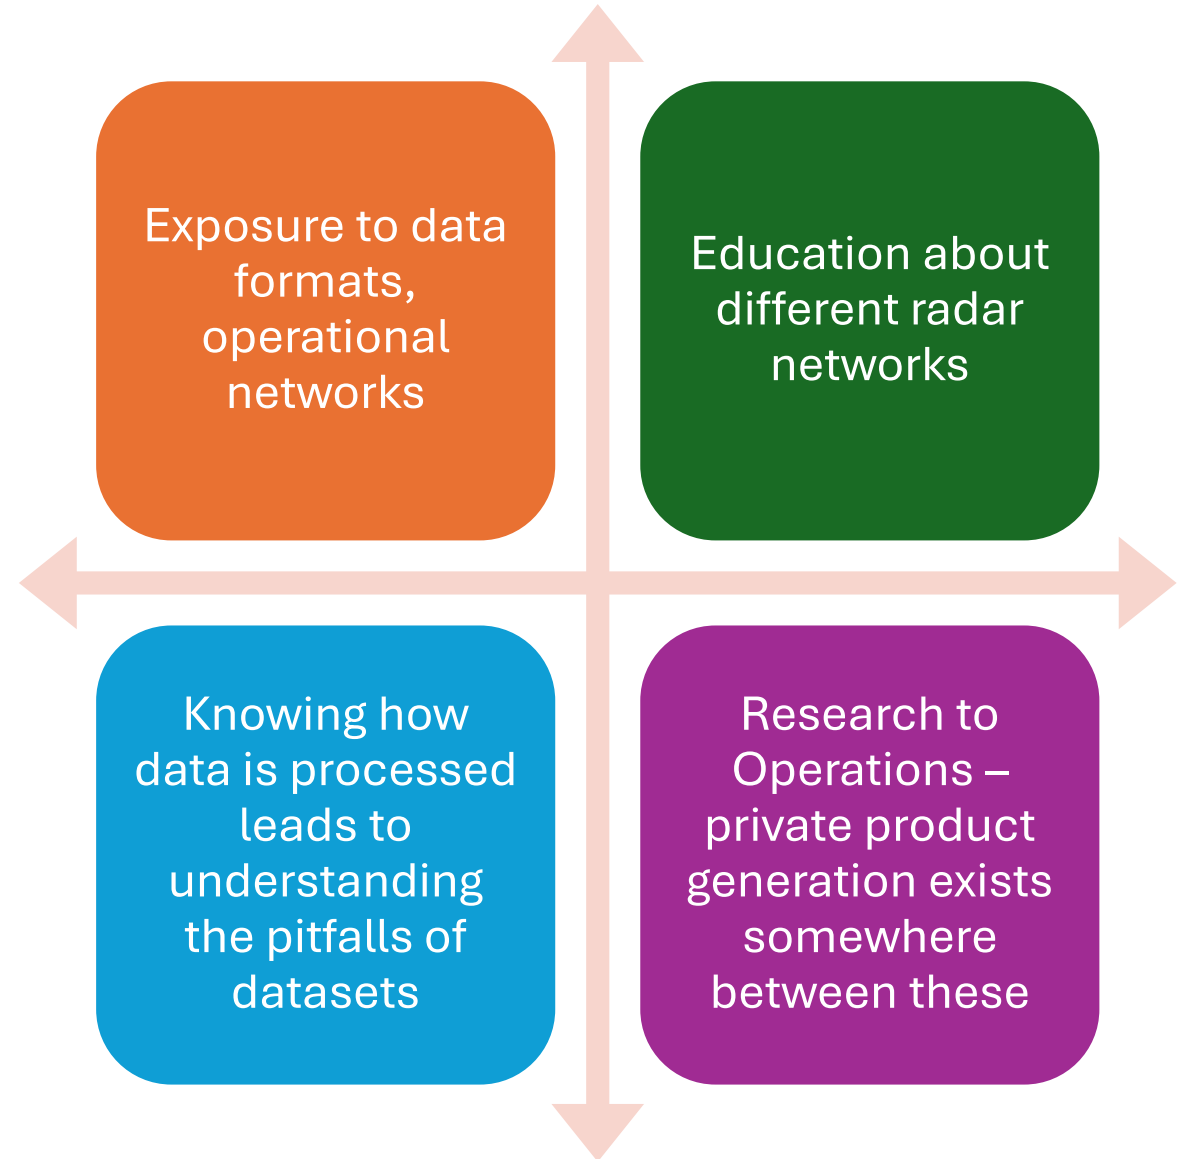 Exposure to data
formats,
operational
networks
Education about
different radar
networks
Knowing how
data is processed
leads to
understanding
the pitfalls of
datasets
Research to
Operations –
private product
generation exists
somewhere
between these